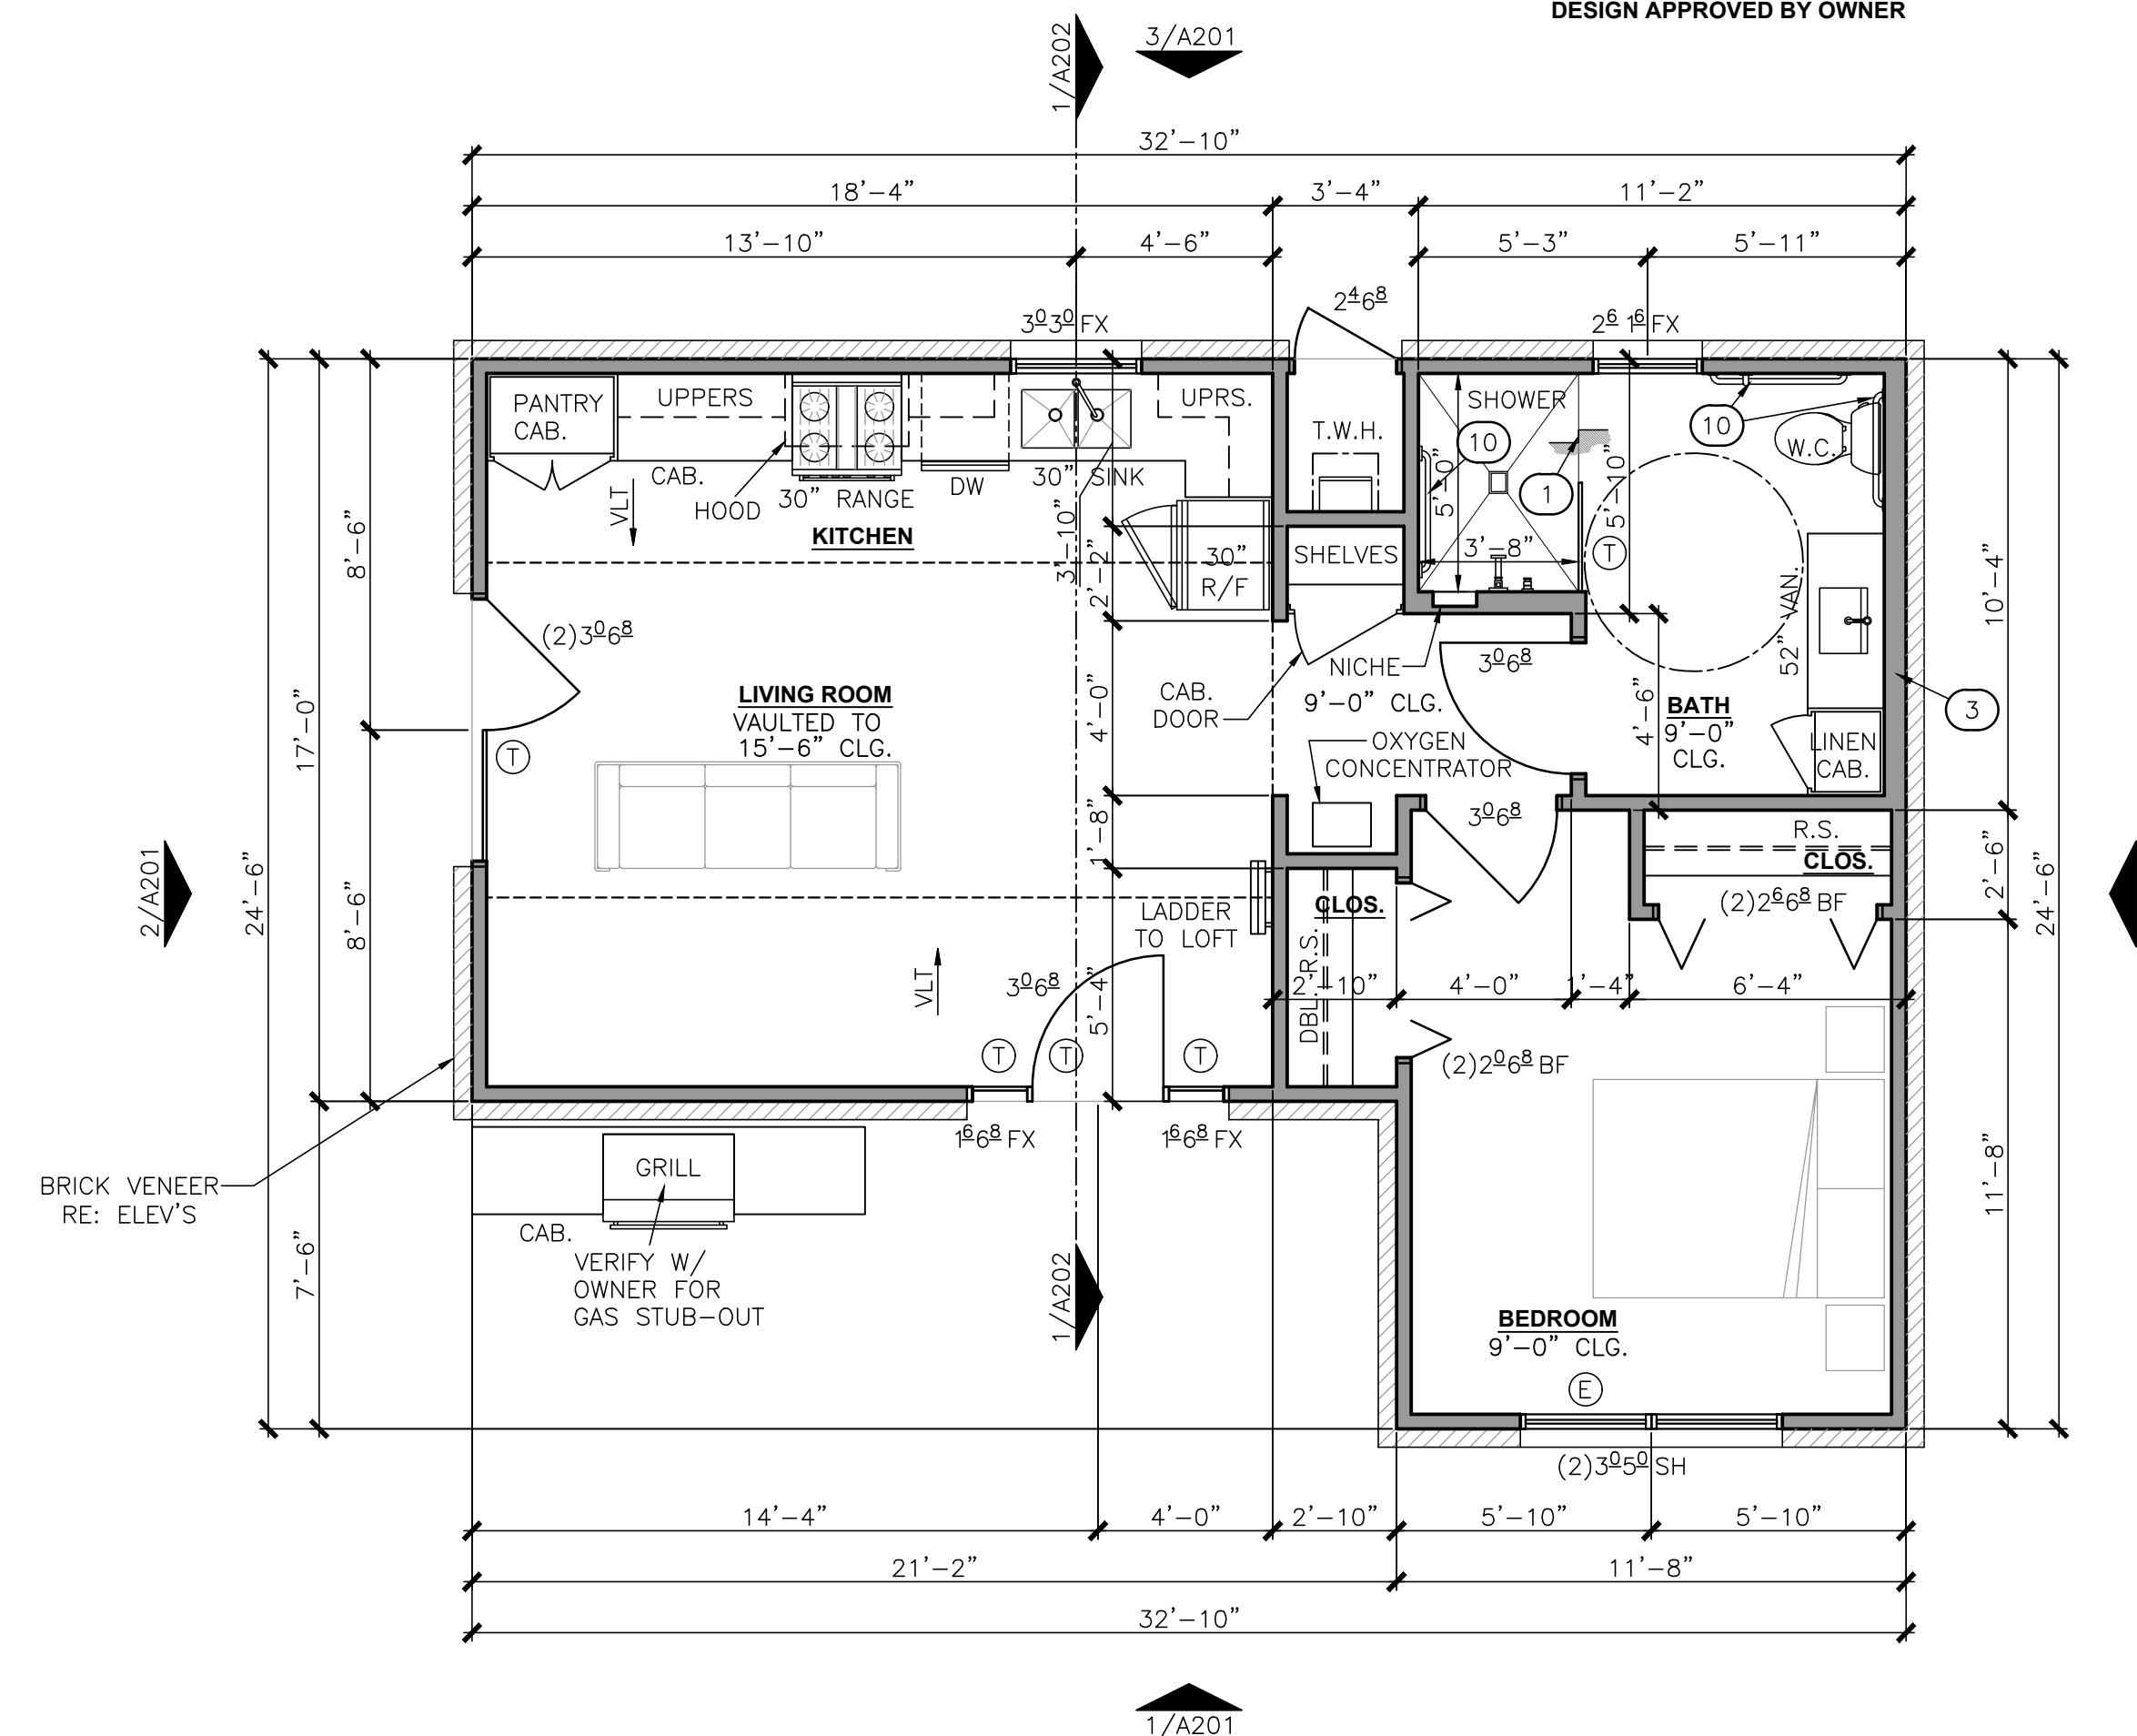 DESIGN APPROVED BY OWNER
1/A202
3/A201
32'-10"
18'-4"
3'-4"
11'-2"
13'-10"
4'-6"
5'-3"
5'-11"
3⁰3⁰ FX
2⁴6⁸
2⁶ 1⁶ FX
PANTRY
CAB.
UPPERS
UPRS.
T.W.H.
SHOWER
10
10
W.C.
CAB.
HOOD
30" RANGE
DW
30" SINK
VLT
KITCHEN
1
5'-0"
5'-10"
3'-8"
T
3'-10"
2'-2"
30"
R/F
SHELVES
8'-6"
10'-4"
(2)3⁰6⁸
52" VAN.
NICHE
3⁰6⁸
LIVING ROOM
VAULTED TO
15'-6" CLG.
CAB.
DOOR
9'-0" CLG.
4'-0"
4'-6"
BATH
9'-0"
CLG.
3
17'-0"
T
OXYGEN
CONCENTRATOR
LINEN
CAB.
3⁰6⁸
1'-8"
R.S.
CLOS.
2'-6"
24'-6"
24'-6"
2/A201
8'-6"
(2)2⁶6⁸ BF
CLOS.
LADDER
TO LOFT
DBL. R.S.
VLT
3⁰6⁸
5'-4"
2'-10"
4'-0"
1'-4"
6'-4"
T
T
T
(2)2⁰6⁸ BF
1⁶6⁸ FX
1⁶6⁸ FX
GRILL
BRICK VENEER
RE: ELEV'S
CAB.
VERIFY W/
OWNER FOR
GAS STUB-OUT
7'-6"
11'-8"
1/A202
BEDROOM
9'-0" CLG.
E
(2)3⁰5⁰ SH
14'-4"
4'-0"
2'-10"
5'-10"
5'-10"
21'-2"
11'-8"
32'-10"
1/A201